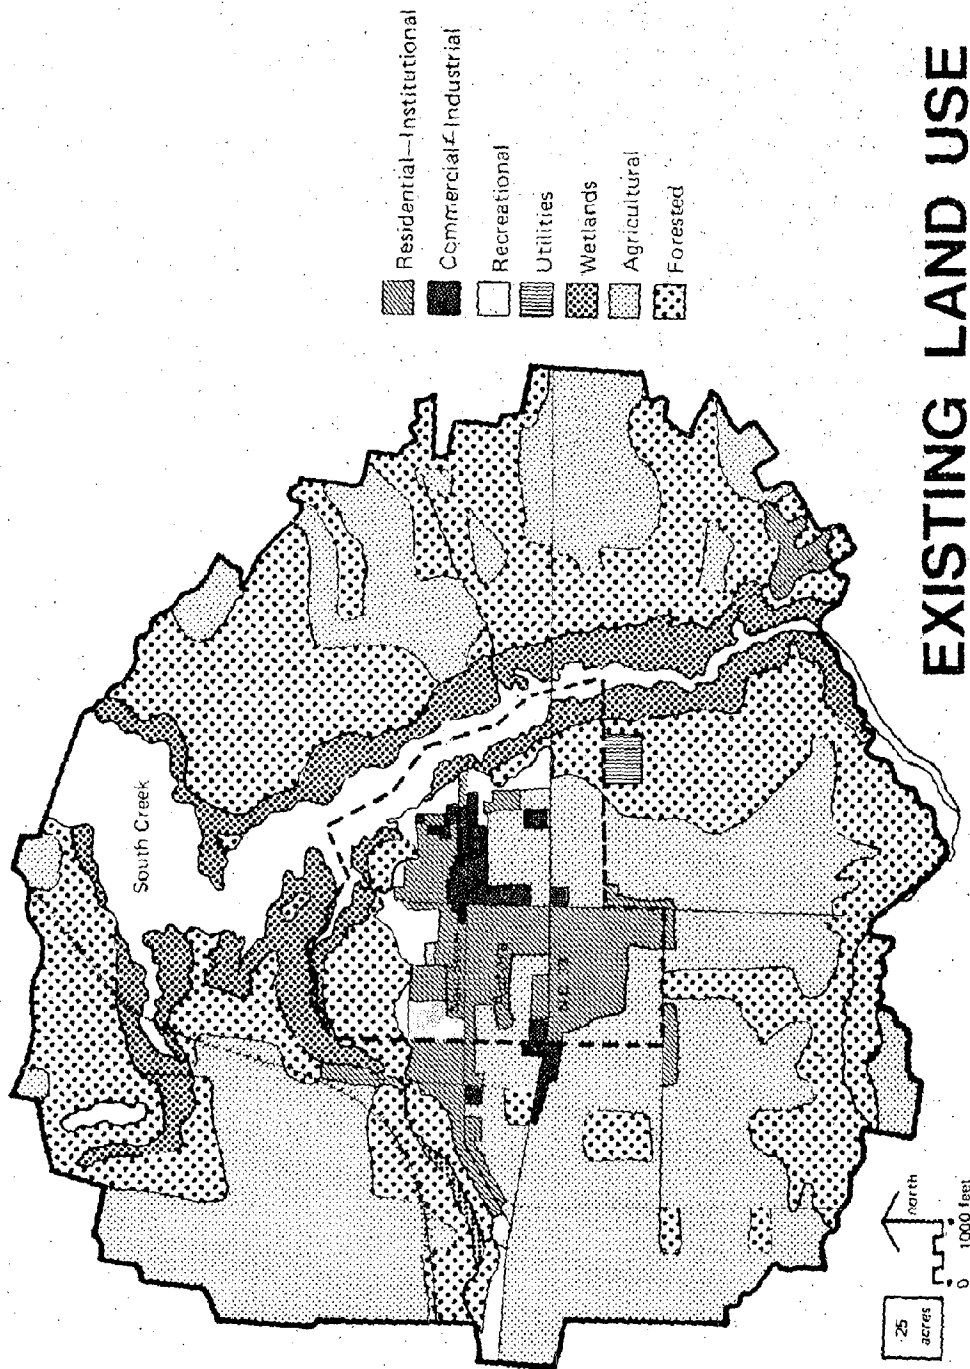 Residential-Institutional
Commercial-Industrial
Recreational
Utilities
Wetlands
Agricultural
Forested
South Creek
EXISTING LAND USE
25
acres
north
0 1000 feet